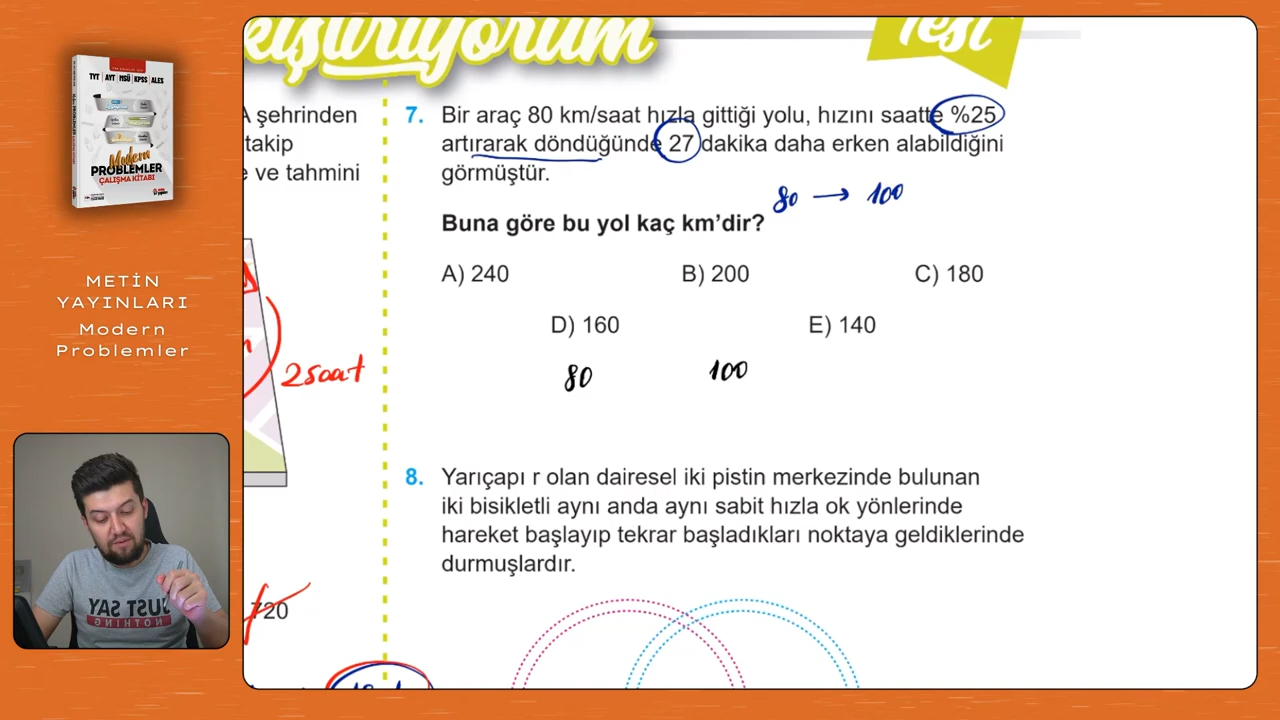 kıştırıyorum
Test
TYT | AYT | MSÜ | KPSS | ALES
Modern
PROBLEMLER
ÇALIŞMA KİTABI
METİN
YAYINLARI
Modern
Problemler
A şehrinden
takip
e ve tahmini
2 saat
720
7. Bir araç 80 km/saat hızla gittiği yolu, hızını saatte %25
artırarak döndüğünde 27 dakika daha erken alabildiğini
görmüştür.
80 → 100
Buna göre bu yol kaç km'dir?
A) 240 B) 200 C) 180
D) 160 E) 140
80 100
8. Yarıçapı r olan dairesel iki pistin merkezinde bulunan
iki bisikletli aynı anda aynı sabit hızla ok yönlerinde
hareket başlayıp tekrar başladıkları noktaya geldiklerinde
durmuşlardır.
JUST SAY
NOTHING